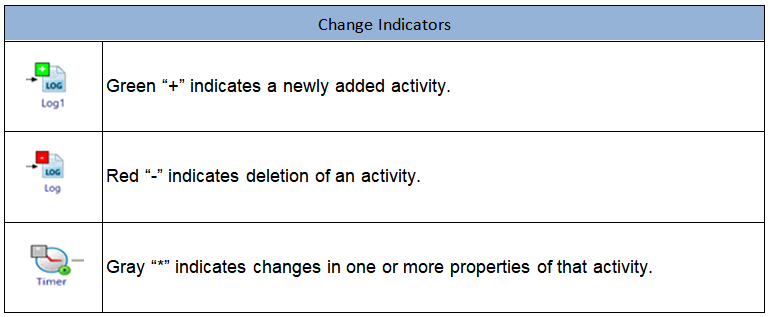 Change Indicators
+
LOG
Log1
Green “+” indicates a newly added activity.
-
LOG
Log
Red “-” indicates deletion of an activity.
Timer
Gray “*” indicates changes in one or more properties of that activity.